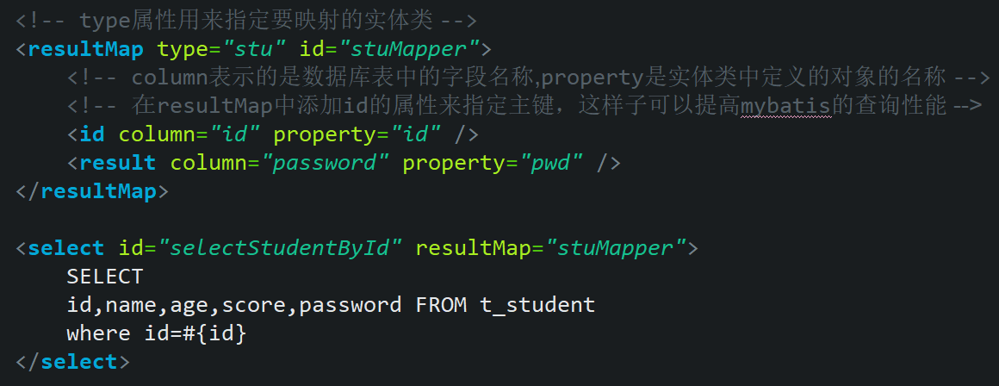 <!-- type属性用来指定要映射的实体类 -->
<resultMap type="stu" id="stuMapper">
<!-- column表示的是数据库表中的字段名称,property是实体类中定义的对象的名称 -->
<!-- 在resultMap中添加id的属性来指定主键，这样子可以提高mybatis的查询性能 -->
<id column="id" property="id" />
<result column="password" property="pwd" />
</resultMap>
<select id="selectStudentById" resultMap="stuMapper">
SELECT
id,name,age,score,password FROM t_student
where id=#{id}
</select>